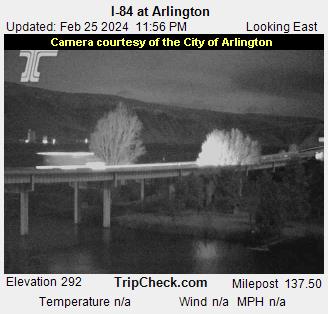 I-84 at Arlington
Updated: Feb 25 2024 11:56 PM Looking East
Camera courtesy of the City of Arlington
Elevation 292 TripCheck.com Milepost 137.50
Temperature n/a Wind n/a MPH n/a